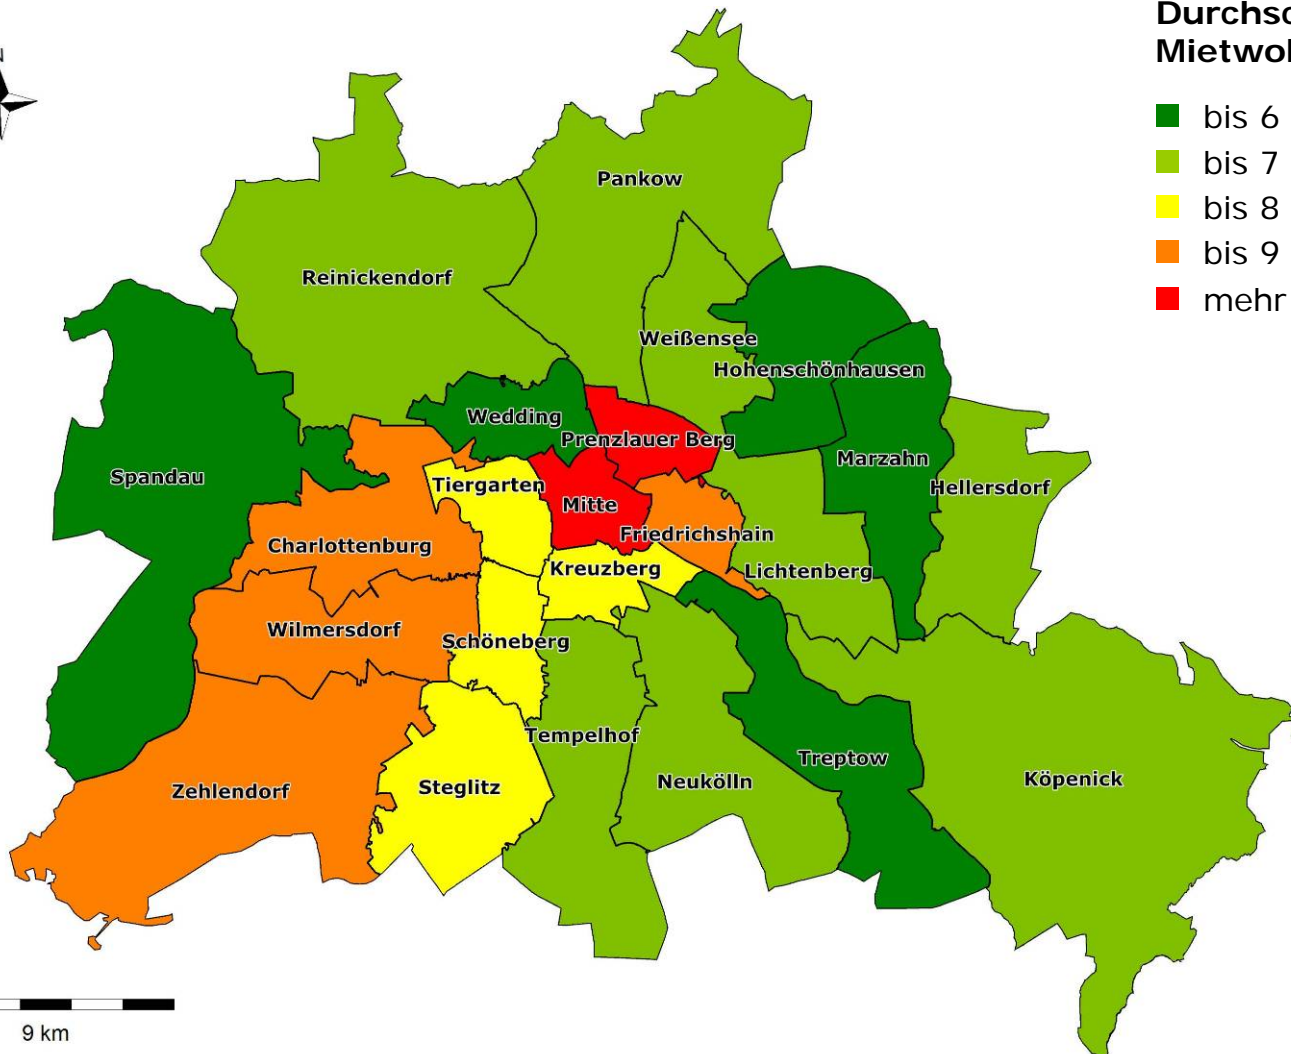 Durchsc
Mietwoh
bis 6
bis 7
bis 8
bis 9
mehr
N
Pankow
Reinickendorf
Weißensee
Hohenschönhausen
Wedding
Prenzlauer Berg
Marzahn
Spandau
Tiergarten
Hellersdorf
Mitte
Friedrichshain
Charlottenburg
Kreuzberg
Lichtenberg
Wilmersdorf
Schöneberg
Tempelhof
Treptow
Köpenick
Neukölln
Steglitz
Zehlendorf
9 km